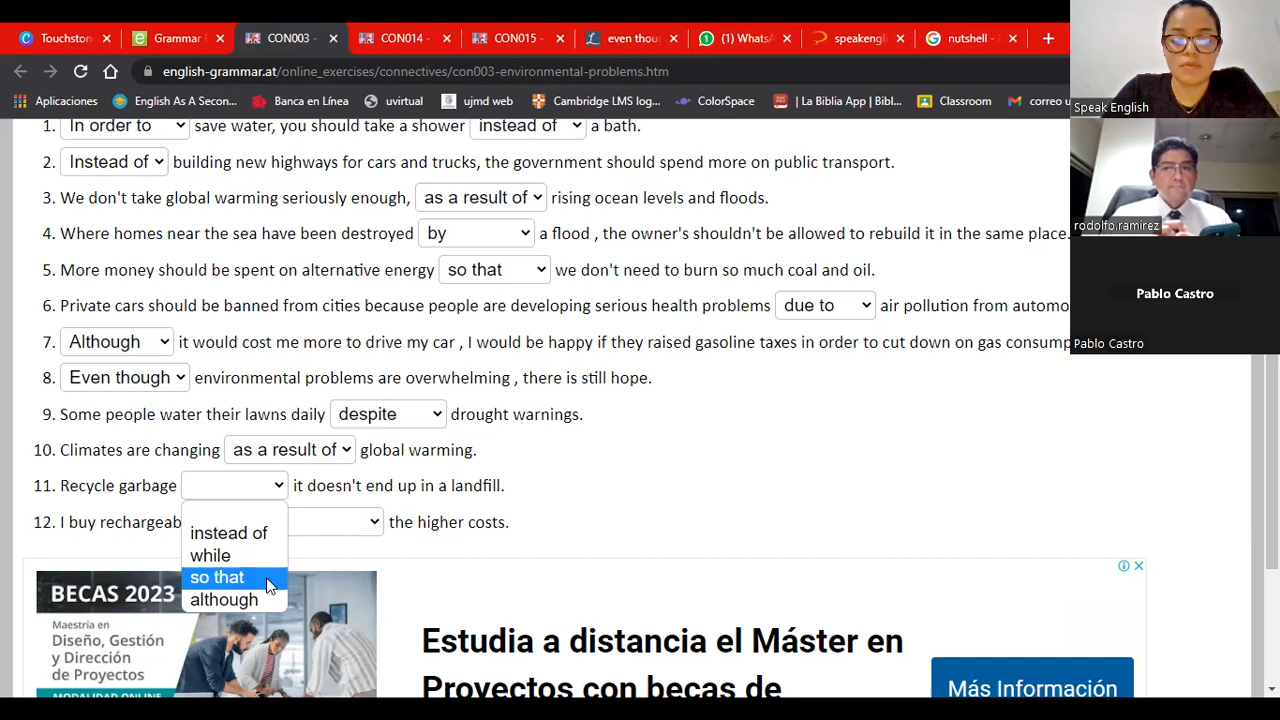 Touchstone
Grammar E
CON003 -
CON014 -
CON015 -
even thou
(1) WhatsA
speakengli
nutshell -
english-grammar.at/online_exercises/connectives/con003-environmental-problems.htm
Aplicaciones
English As A Secon...
Banca en Línea
uvirtual
ujmd web
Cambridge LMS log...
ColorSpace
| La Biblia App | Bibl...
Classroom
correo u
Speak English
rodolfo.ramirez
Pablo Castro
Pablo Castro
1. In order to save water, you should take a shower instead of a bath.
2. Instead of building new highways for cars and trucks, the government should spend more on public transport.
3. We don't take global warming seriously enough, as a result of rising ocean levels and floods.
4. Where homes near the sea have been destroyed by a flood , the owner's shouldn't be allowed to rebuild it in the same place.
5. More money should be spent on alternative energy so that we don't need to burn so much coal and oil.
6. Private cars should be banned from cities because people are developing serious health problems due to air pollution from automo
7. Although it would cost me more to drive my car , I would be happy if they raised gasoline taxes in order to cut down on gas consump
8. Even though environmental problems are overwhelming , there is still hope.
9. Some people water their lawns daily despite drought warnings.
10. Climates are changing as a result of global warming.
11. Recycle garbage it doesn't end up in a landfill.
12. I buy rechargeab the higher costs.
instead of
while
so that
although
BECAS 2023
Maestría en
Diseño, Gestión
y Dirección
de Proyectos
MODALIDAD ONLINE
Estudia a distancia el Máster en
Proyectos con becas de
Más Información